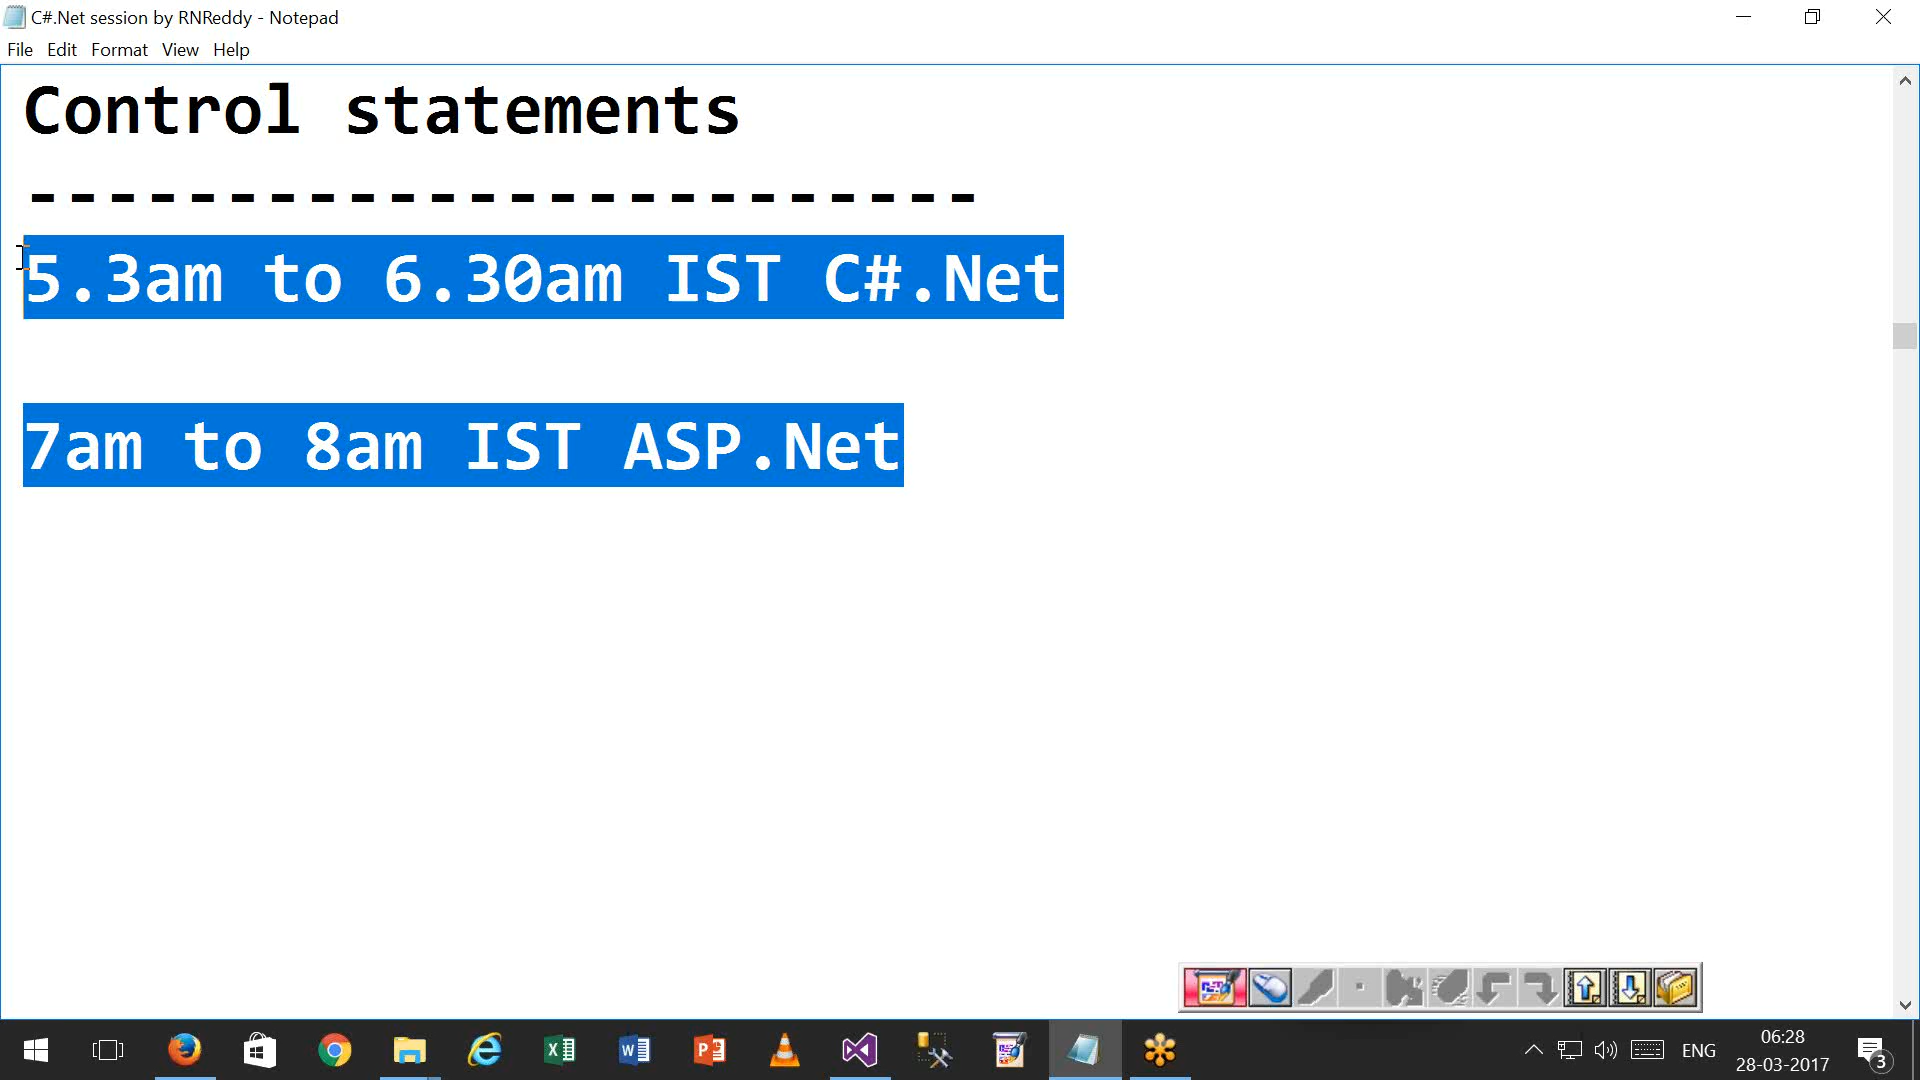 C#.Net session by RNReddy - Notepad
File Edit Format View Help
Control statements
------------------------
5.3am to 6.30am IST C#.Net
7am to 8am IST ASP.Net
ENG
06:28
28-03-2017
3